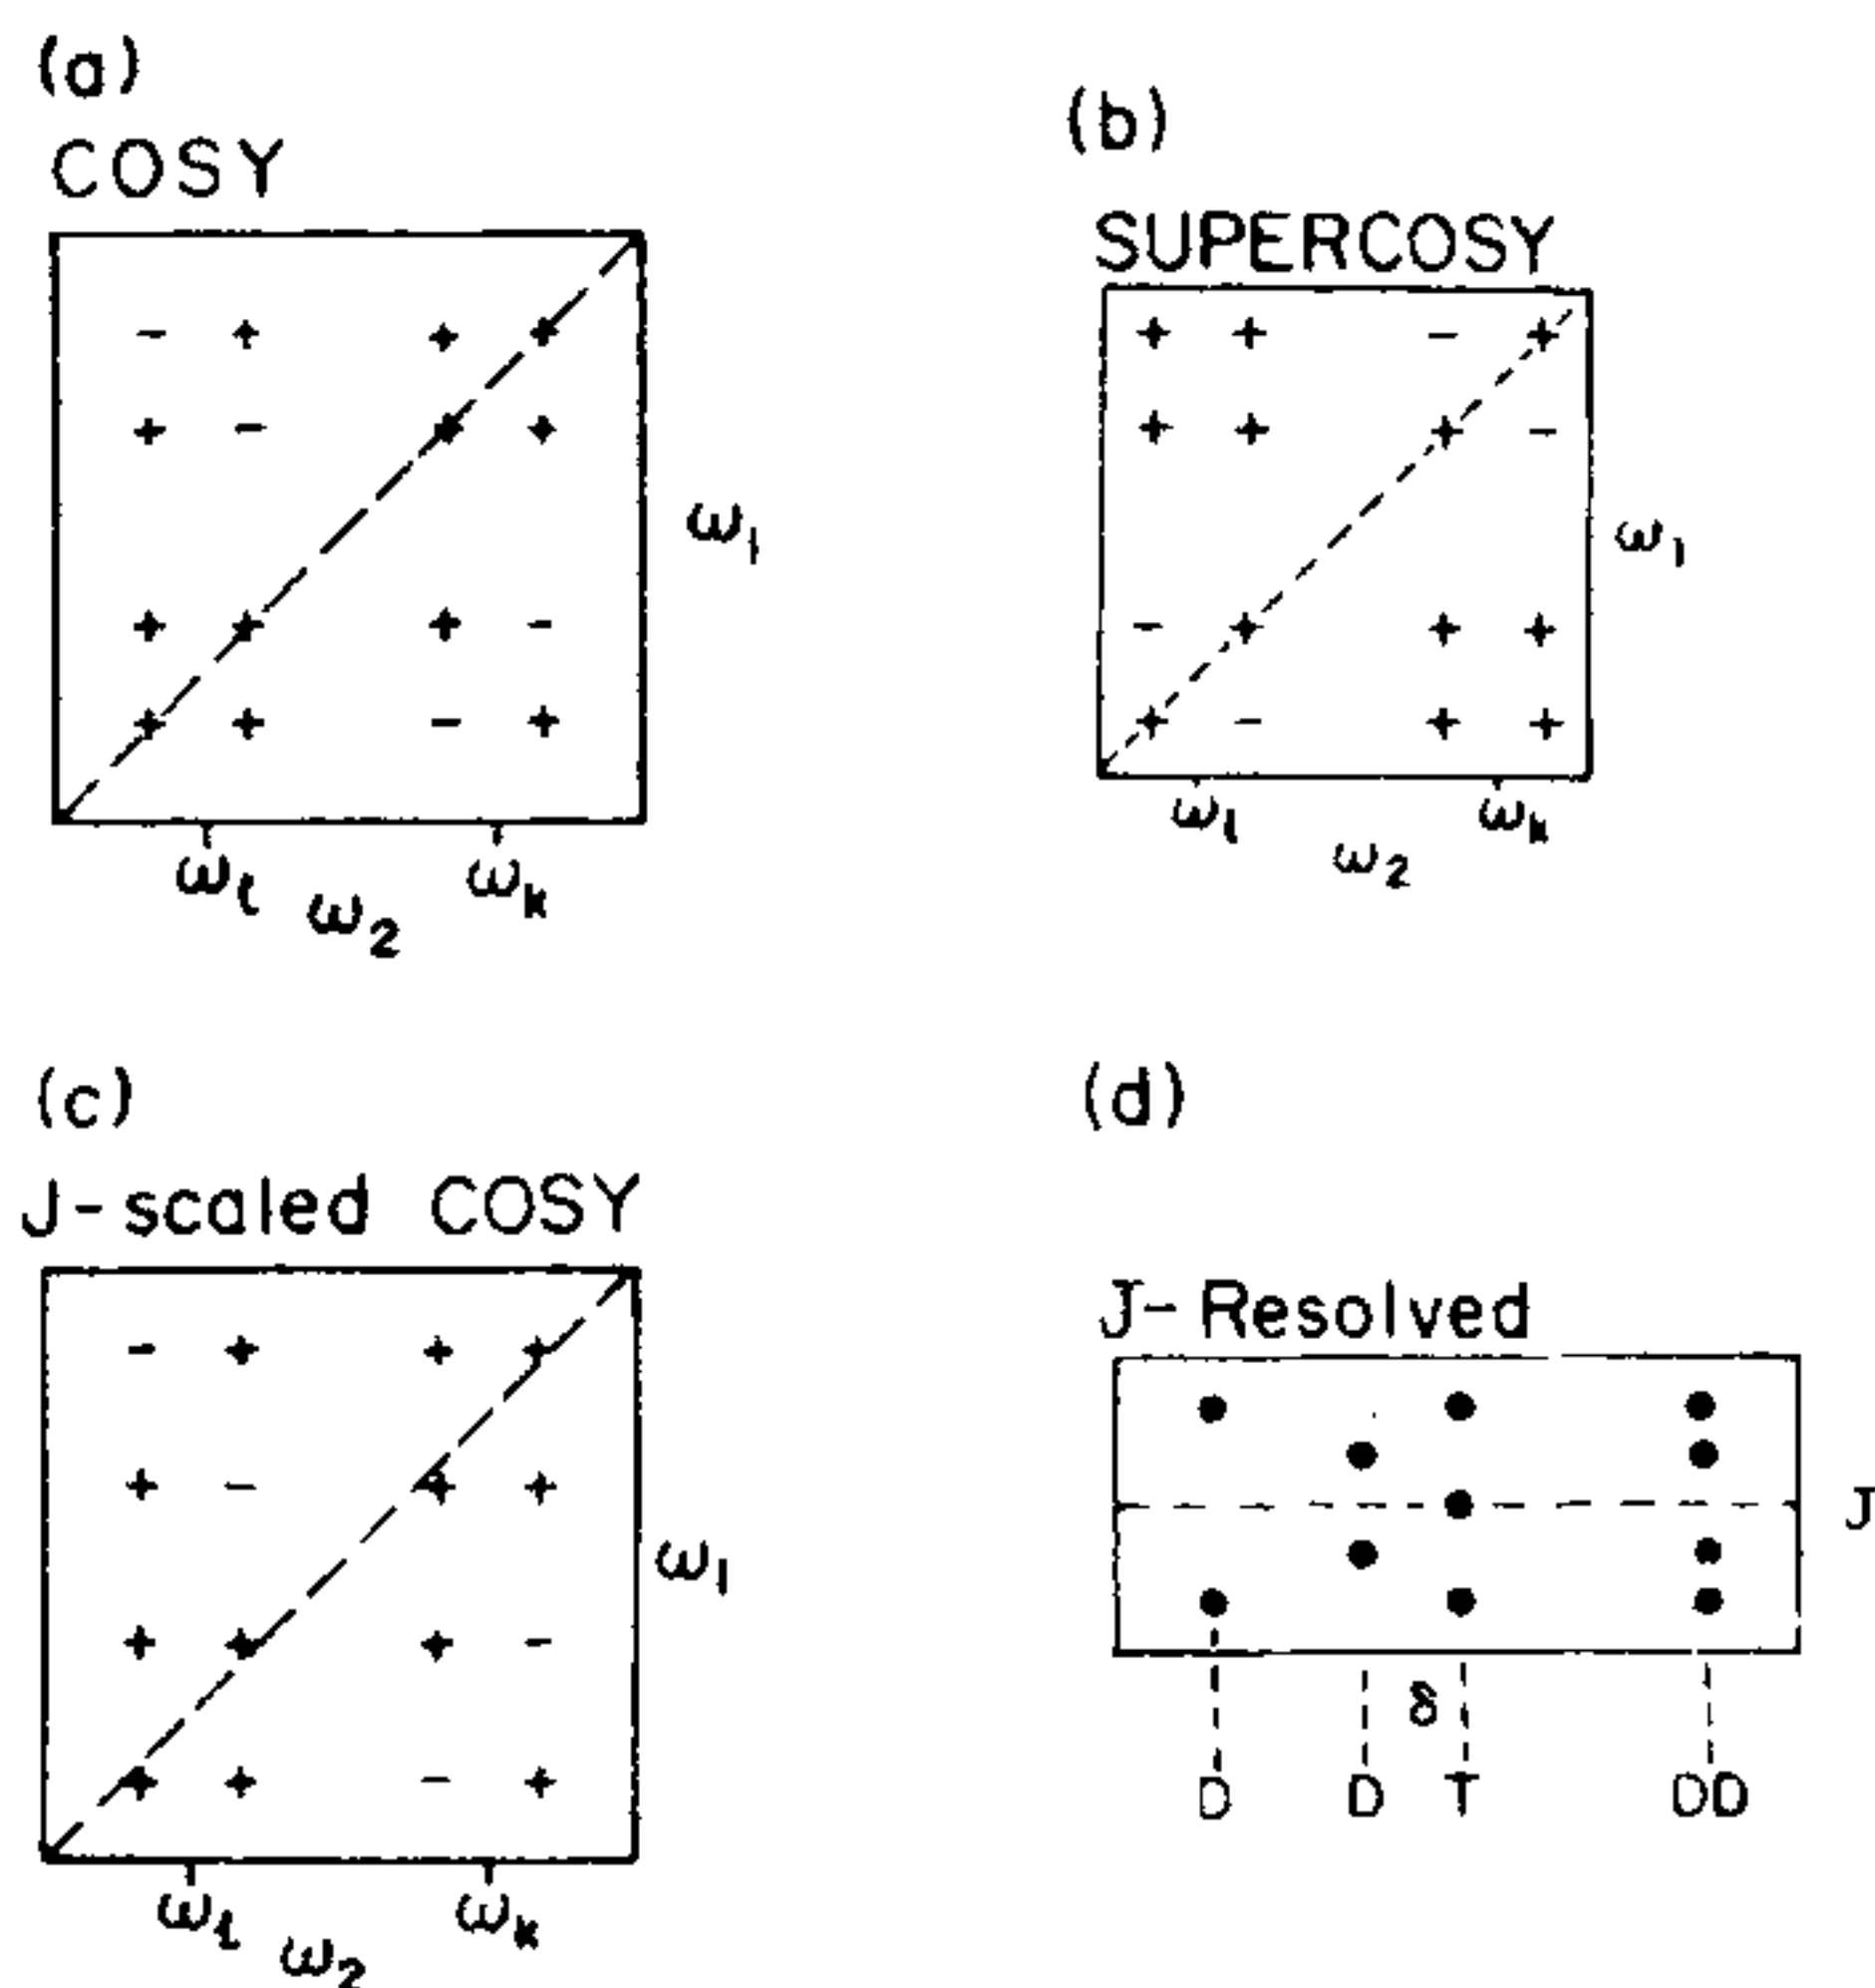 (a)
COSY
- + + +
+ - + +
ω₁
+ + + -
+ + - +
ωₗ ωₖ
ω₂
(b)
SUPERCOSY
+ + - +
+ + + -
ω₁
- + + +
+ - + +
ωₗ ωₖ
ω₂
(c)
J-scaled COSY
- + + +
+ - + +
ω₁
+ + + -
+ + - +
ωₗ ωₖ
ω₂
(d)
J-Resolved
J
δ
D D T DD